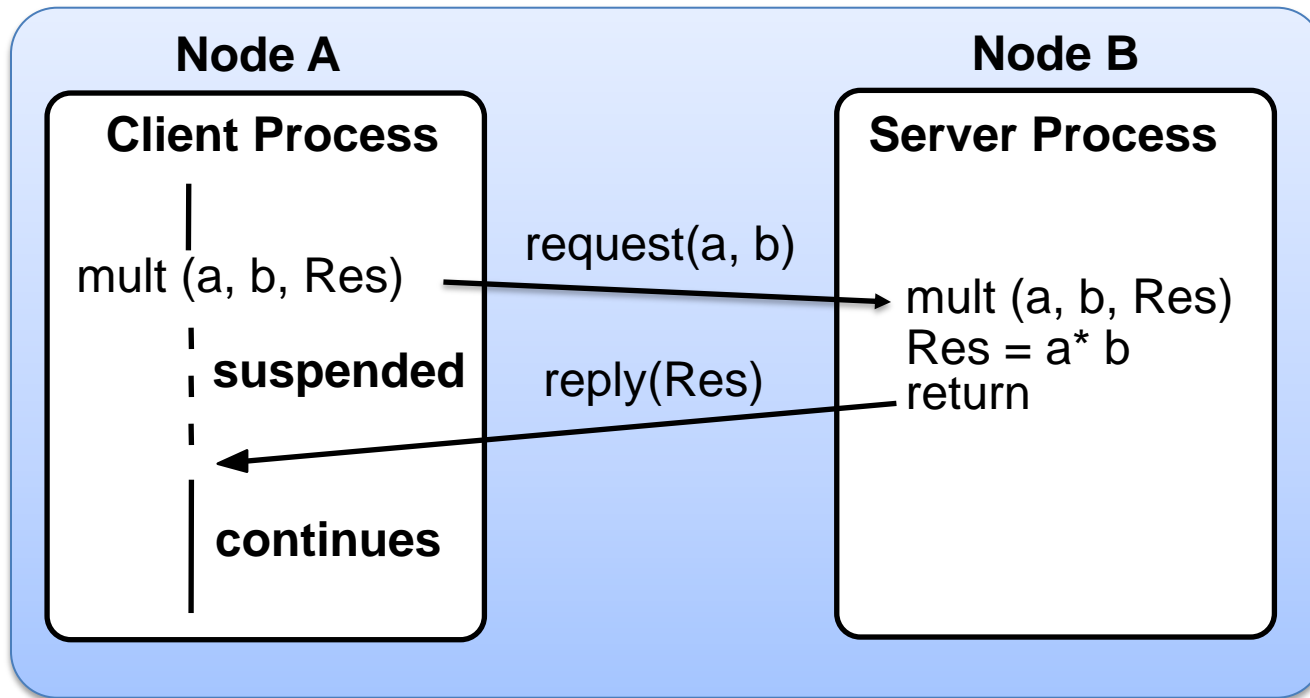 Node A
Client Process
mult (a, b, Res)
suspended
continues
request(a, b)
reply(Res)
Node B
Server Process
mult (a, b, Res)
Res = a* b
return